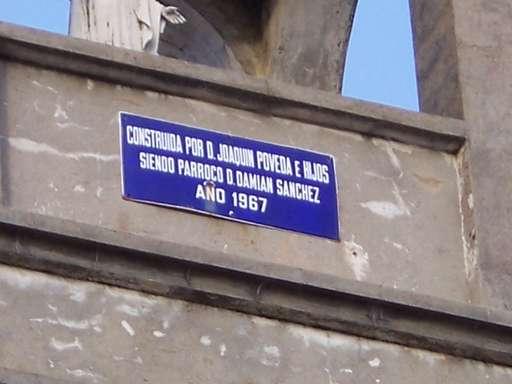 CONSTRUIDA POR D. JOAQUIN POVEDA E HIJOS
SIENDO PARROCO D. DAMIAN SANCHEZ
AÑO 1967